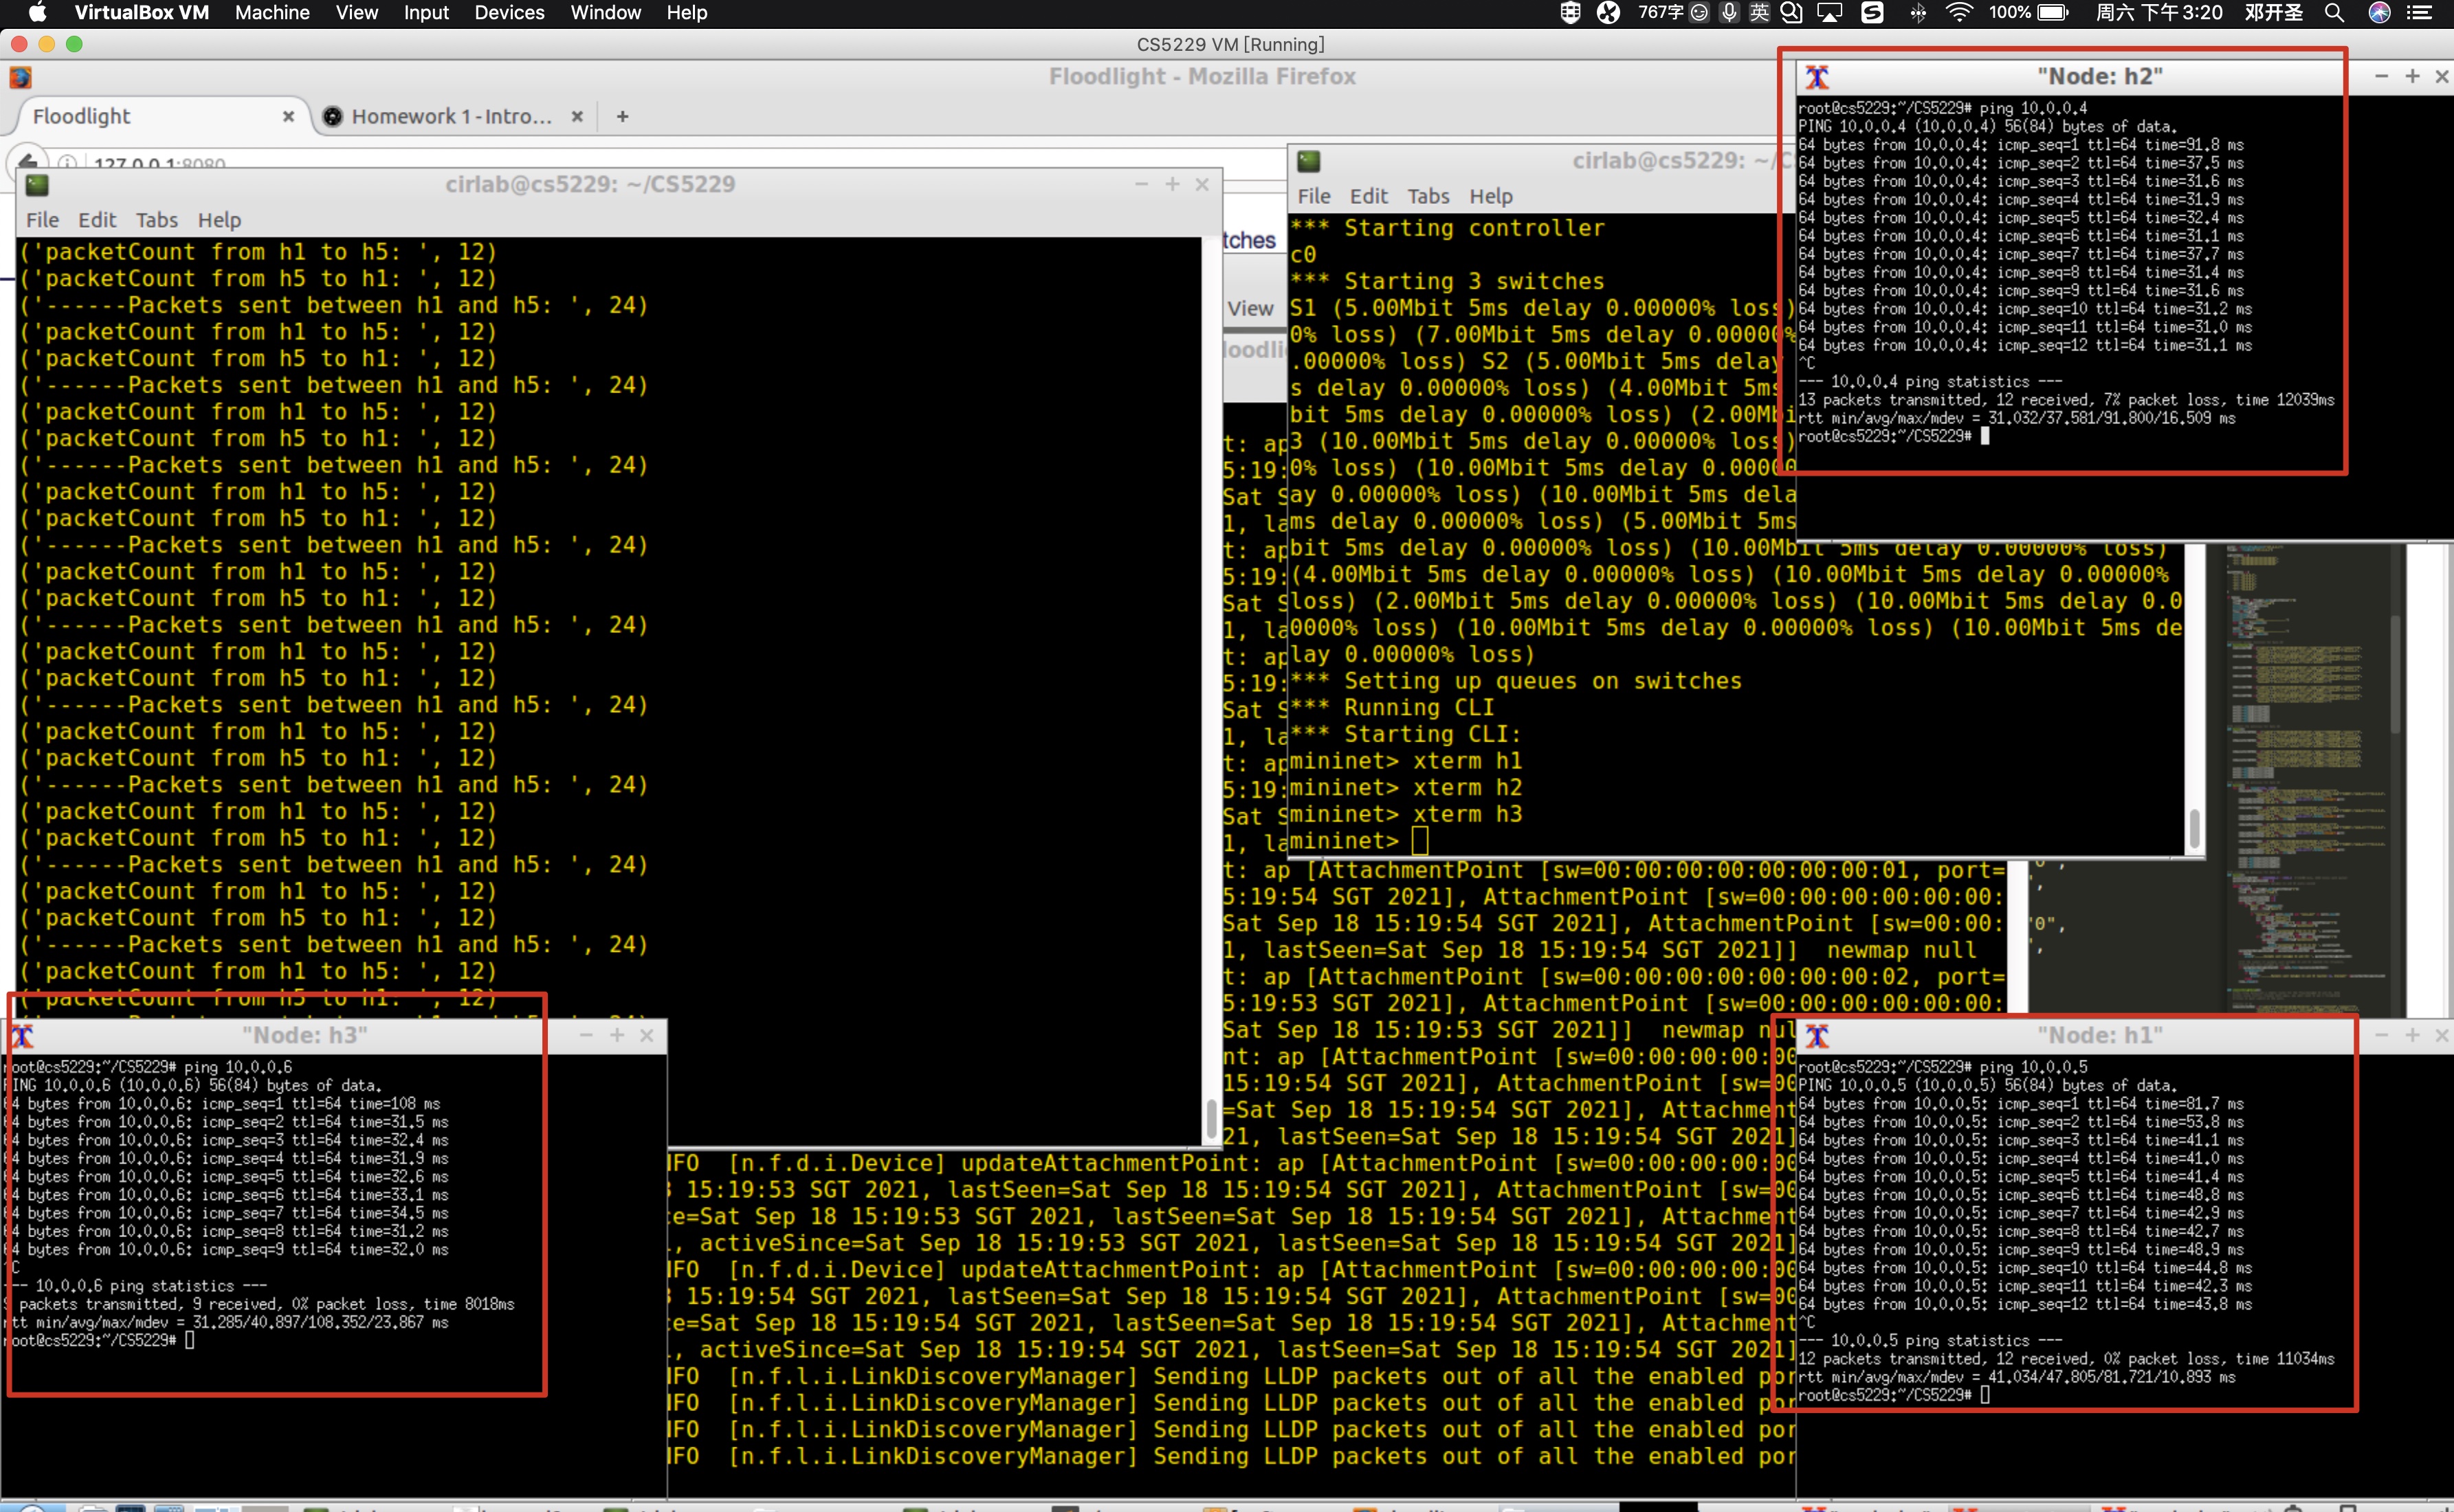 VirtualBox VM Machine View Input Devices Window Help 767字 英 100% 周六 下午3:20 邓开圣
CS5229 VM [Running]
Floodlight - Mozilla Firefox
Floodlight
Homework 1 - Intro...
127.0.0.1:8080
cirlab@cs5229: ~/CS5229
File Edit Tabs Help
('packetCount from h1 to h5: ', 12)
('packetCount from h5 to h1: ', 12)
('------Packets sent between h1 and h5: ', 24)
('packetCount from h1 to h5: ', 12)
('packetCount from h5 to h1: ', 12)
('------Packets sent between h1 and h5: ', 24)
('packetCount from h1 to h5: ', 12)
('packetCount from h5 to h1: ', 12)
('------Packets sent between h1 and h5: ', 24)
('packetCount from h1 to h5: ', 12)
('packetCount from h5 to h1: ', 12)
('------Packets sent between h1 and h5: ', 24)
('packetCount from h1 to h5: ', 12)
('packetCount from h5 to h1: ', 12)
('------Packets sent between h1 and h5: ', 24)
('packetCount from h1 to h5: ', 12)
('packetCount from h5 to h1: ', 12)
('------Packets sent between h1 and h5: ', 24)
('packetCount from h1 to h5: ', 12)
('packetCount from h5 to h1: ', 12)
('------Packets sent between h1 and h5: ', 24)
('packetCount from h1 to h5: ', 12)
('packetCount from h5 to h1: ', 12)
('------Packets sent between h1 and h5: ', 24)
('packetCount from h1 to h5: ', 12)
('packetCount from h5 to h1: ', 12)
('------Packets sent between h1 and h5: ', 24)
('packetCount from h1 to h5: ', 12)
('packetCount from h5 to h1: ', 12)
tches
View
loodli
cirlab@cs5229: ~/C
File Edit Tabs Help
*** Starting controller
c0
*** Starting 3 switches
S1 (5.00Mbit 5ms delay 0.00000% loss)
0% loss) (7.00Mbit 5ms delay 0.00000%
.00000% loss) S2 (5.00Mbit 5ms delay
s delay 0.00000% loss) (4.00Mbit 5ms
bit 5ms delay 0.00000% loss) (2.00Mbi
3 (10.00Mbit 5ms delay 0.00000% loss)
0% loss) (10.00Mbit 5ms delay 0.00000
ay 0.00000% loss) (10.00Mbit 5ms dela
ms delay 0.00000% loss) (5.00Mbit 5ms
bit 5ms delay 0.00000% loss) (10.00Mbit 5ms delay 0.00000% loss)
(4.00Mbit 5ms delay 0.00000% loss) (10.00Mbit 5ms delay 0.00000%
loss) (2.00Mbit 5ms delay 0.00000% loss) (10.00Mbit 5ms delay 0.0
0000% loss) (10.00Mbit 5ms delay 0.00000% loss) (10.00Mbit 5ms de
lay 0.00000% loss)
*** Setting up queues on switches
*** Running CLI
*** Starting CLI:
mininet> xterm h1
mininet> xterm h2
mininet> xterm h3
mininet>
"Node: h2"
root@cs5229:~/CS5229# ping 10.0.0.4
PING 10.0.0.4 (10.0.0.4) 56(84) bytes of data.
64 bytes from 10.0.0.4: icmp_seq=1 ttl=64 time=91.8 ms
64 bytes from 10.0.0.4: icmp_seq=2 ttl=64 time=37.5 ms
64 bytes from 10.0.0.4: icmp_seq=3 ttl=64 time=31.6 ms
64 bytes from 10.0.0.4: icmp_seq=4 ttl=64 time=31.9 ms
64 bytes from 10.0.0.4: icmp_seq=5 ttl=64 time=32.4 ms
64 bytes from 10.0.0.4: icmp_seq=6 ttl=64 time=31.1 ms
64 bytes from 10.0.0.4: icmp_seq=7 ttl=64 time=37.7 ms
64 bytes from 10.0.0.4: icmp_seq=8 ttl=64 time=31.4 ms
64 bytes from 10.0.0.4: icmp_seq=9 ttl=64 time=31.6 ms
64 bytes from 10.0.0.4: icmp_seq=10 ttl=64 time=31.2 ms
64 bytes from 10.0.0.4: icmp_seq=11 ttl=64 time=31.0 ms
64 bytes from 10.0.0.4: icmp_seq=12 ttl=64 time=31.1 ms
^C
--- 10.0.0.4 ping statistics ---
13 packets transmitted, 12 received, 7% packet loss, time 12039ms
rtt min/avg/max/mdev = 31.032/37.581/91.800/16.509 ms
root@cs5229:~/CS5229#
t: ap
5:19:
Sat S
1, la
t: ap
5:19:
Sat S
1, la
t: ap
5:19:
Sat S
1, la
t: ap
5:19:
Sat S
1, la
t: ap [AttachmentPoint [sw=00:00:00:00:00:00:00:01, port=
5:19:54 SGT 2021], AttachmentPoint [sw=00:00:00:00:00:00:
Sat Sep 18 15:19:54 SGT 2021], AttachmentPoint [sw=00:00:
1, lastSeen=Sat Sep 18 15:19:54 SGT 2021]] newmap null
t: ap [AttachmentPoint [sw=00:00:00:00:00:00:00:02, port=
5:19:53 SGT 2021], AttachmentPoint [sw=00:00:00:00:00:00:
Sat Sep 18 15:19:53 SGT 2021]] newmap nul
nt: ap [AttachmentPoint [sw=00:00:00:00:00
15:19:54 SGT 2021], AttachmentPoint [sw=00
=Sat Sep 18 15:19:54 SGT 2021], Attachment
21, lastSeen=Sat Sep 18 15:19:54 SGT 2021]
NFO [n.f.d.i.Device] updateAttachmentPoint: ap [AttachmentPoint [sw=00:00:00:00:00
15:19:53 SGT 2021, lastSeen=Sat Sep 18 15:19:54 SGT 2021], AttachmentPoint [sw=00
ce=Sat Sep 18 15:19:53 SGT 2021, lastSeen=Sat Sep 18 15:19:54 SGT 2021], Attachment
, activeSince=Sat Sep 18 15:19:53 SGT 2021, lastSeen=Sat Sep 18 15:19:54 SGT 2021]
NFO [n.f.d.i.Device] updateAttachmentPoint: ap [AttachmentPoint [sw=00:00:00:00:00
15:19:54 SGT 2021, lastSeen=Sat Sep 18 15:19:54 SGT 2021], AttachmentPoint [sw=00
ce=Sat Sep 18 15:19:54 SGT 2021, lastSeen=Sat Sep 18 15:19:54 SGT 2021], Attachment
, activeSince=Sat Sep 18 15:19:54 SGT 2021, lastSeen=Sat Sep 18 15:19:54 SGT 2021]
NFO [n.f.l.i.LinkDiscoveryManager] Sending LLDP packets out of all the enabled por
NFO [n.f.l.i.LinkDiscoveryManager] Sending LLDP packets out of all the enabled por
NFO [n.f.l.i.LinkDiscoveryManager] Sending LLDP packets out of all the enabled por
NFO [n.f.l.i.LinkDiscoveryManager] Sending LLDP packets out of all the enabled por
"0",
"Node: h3"
root@cs5229:~/CS5229# ping 10.0.0.6
PING 10.0.0.6 (10.0.0.6) 56(84) bytes of data.
64 bytes from 10.0.0.6: icmp_seq=1 ttl=64 time=108 ms
64 bytes from 10.0.0.6: icmp_seq=2 ttl=64 time=31.5 ms
64 bytes from 10.0.0.6: icmp_seq=3 ttl=64 time=32.4 ms
64 bytes from 10.0.0.6: icmp_seq=4 ttl=64 time=31.9 ms
64 bytes from 10.0.0.6: icmp_seq=5 ttl=64 time=32.6 ms
64 bytes from 10.0.0.6: icmp_seq=6 ttl=64 time=33.1 ms
64 bytes from 10.0.0.6: icmp_seq=7 ttl=64 time=34.5 ms
64 bytes from 10.0.0.6: icmp_seq=8 ttl=64 time=31.2 ms
64 bytes from 10.0.0.6: icmp_seq=9 ttl=64 time=32.0 ms
^C
--- 10.0.0.6 ping statistics ---
9 packets transmitted, 9 received, 0% packet loss, time 8018ms
rtt min/avg/max/mdev = 31.285/40.897/108.352/23.867 ms
root@cs5229:~/CS5229#
"Node: h1"
root@cs5229:~/CS5229# ping 10.0.0.5
PING 10.0.0.5 (10.0.0.5) 56(84) bytes of data.
64 bytes from 10.0.0.5: icmp_seq=1 ttl=64 time=81.7 ms
64 bytes from 10.0.0.5: icmp_seq=2 ttl=64 time=53.8 ms
64 bytes from 10.0.0.5: icmp_seq=3 ttl=64 time=41.1 ms
64 bytes from 10.0.0.5: icmp_seq=4 ttl=64 time=41.0 ms
64 bytes from 10.0.0.5: icmp_seq=5 ttl=64 time=41.4 ms
64 bytes from 10.0.0.5: icmp_seq=6 ttl=64 time=48.8 ms
64 bytes from 10.0.0.5: icmp_seq=7 ttl=64 time=42.9 ms
64 bytes from 10.0.0.5: icmp_seq=8 ttl=64 time=42.7 ms
64 bytes from 10.0.0.5: icmp_seq=9 ttl=64 time=48.9 ms
64 bytes from 10.0.0.5: icmp_seq=10 ttl=64 time=44.8 ms
64 bytes from 10.0.0.5: icmp_seq=11 ttl=64 time=42.3 ms
64 bytes from 10.0.0.5: icmp_seq=12 ttl=64 time=43.8 ms
^C
--- 10.0.0.5 ping statistics ---
12 packets transmitted, 12 received, 0% packet loss, time 11034ms
rtt min/avg/max/mdev = 41.034/47.805/81.721/10.893 ms
root@cs5229:~/CS5229#